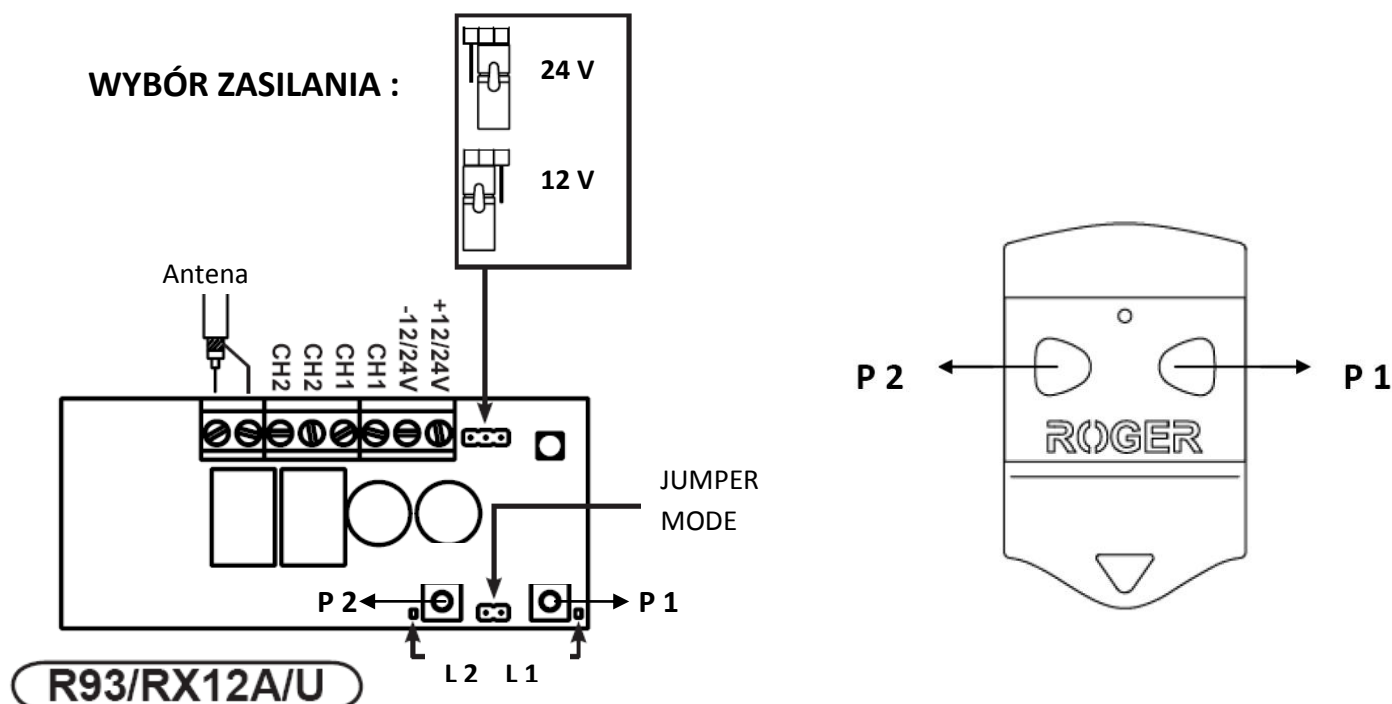 WYBÓR ZASILANIA :
24 V
12 V
Antena
CH2
CH2
CH1
CH1
-12/24V
+12/24V
JUMPER
MODE
P 2
P 1
L 2 L 1
R93/RX12A/U
P 2
P 1
ROGER